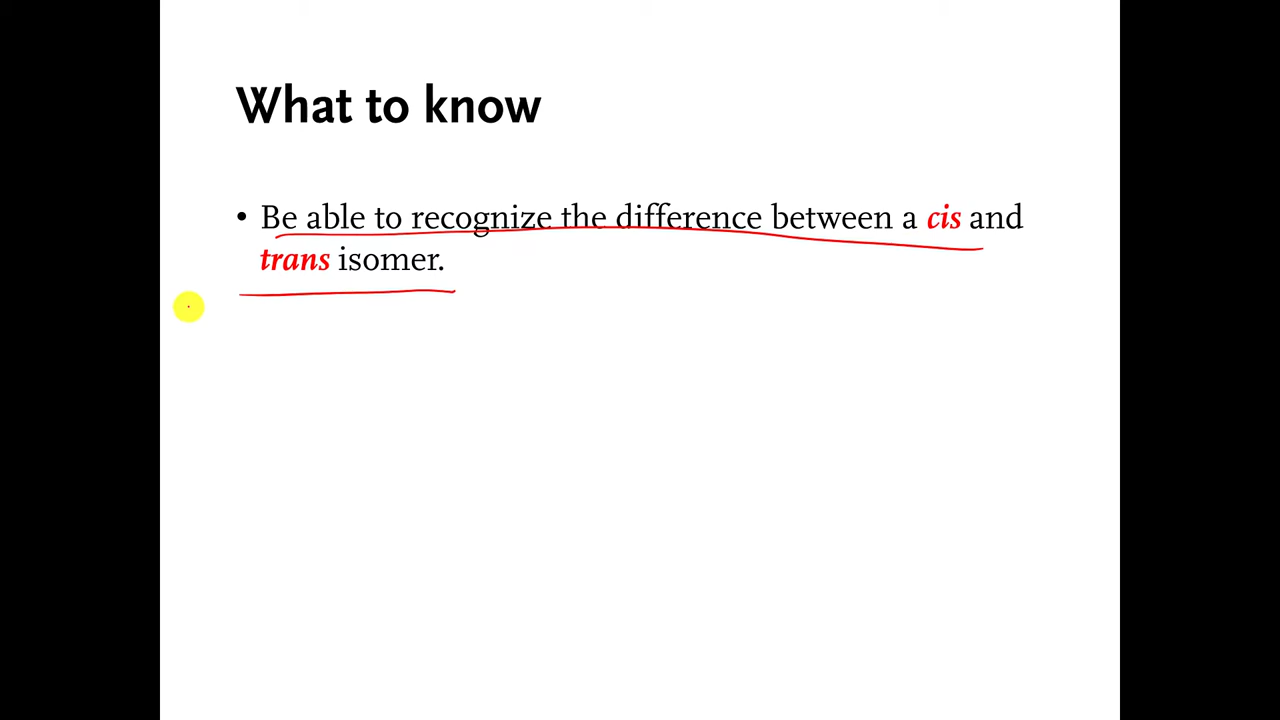 What to know
• Be able to recognize the difference between a cis and
trans isomer.